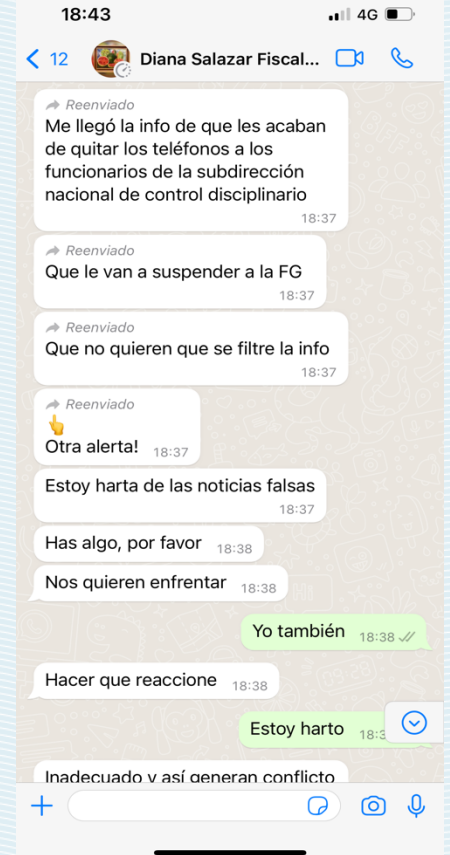 18:43
4G
12
Diana Salazar Fiscal...
Reenviado
Me llegó la info de que les acaban
de quitar los teléfonos a los
funcionarios de la subdirección
nacional de control disciplinario
18:37
Reenviado
Que le van a suspender a la FG
18:37
Reenviado
Que no quieren que se filtre la info
18:37
Reenviado
👆
Otra alerta! 18:37
Estoy harta de las noticias falsas
18:37
Has algo, por favor 18:38
Nos quieren enfrentar 18:38
Yo también 18:38
Hacer que reaccione 18:38
Estoy harto 18:3
Inadecuado y así generan conflicto